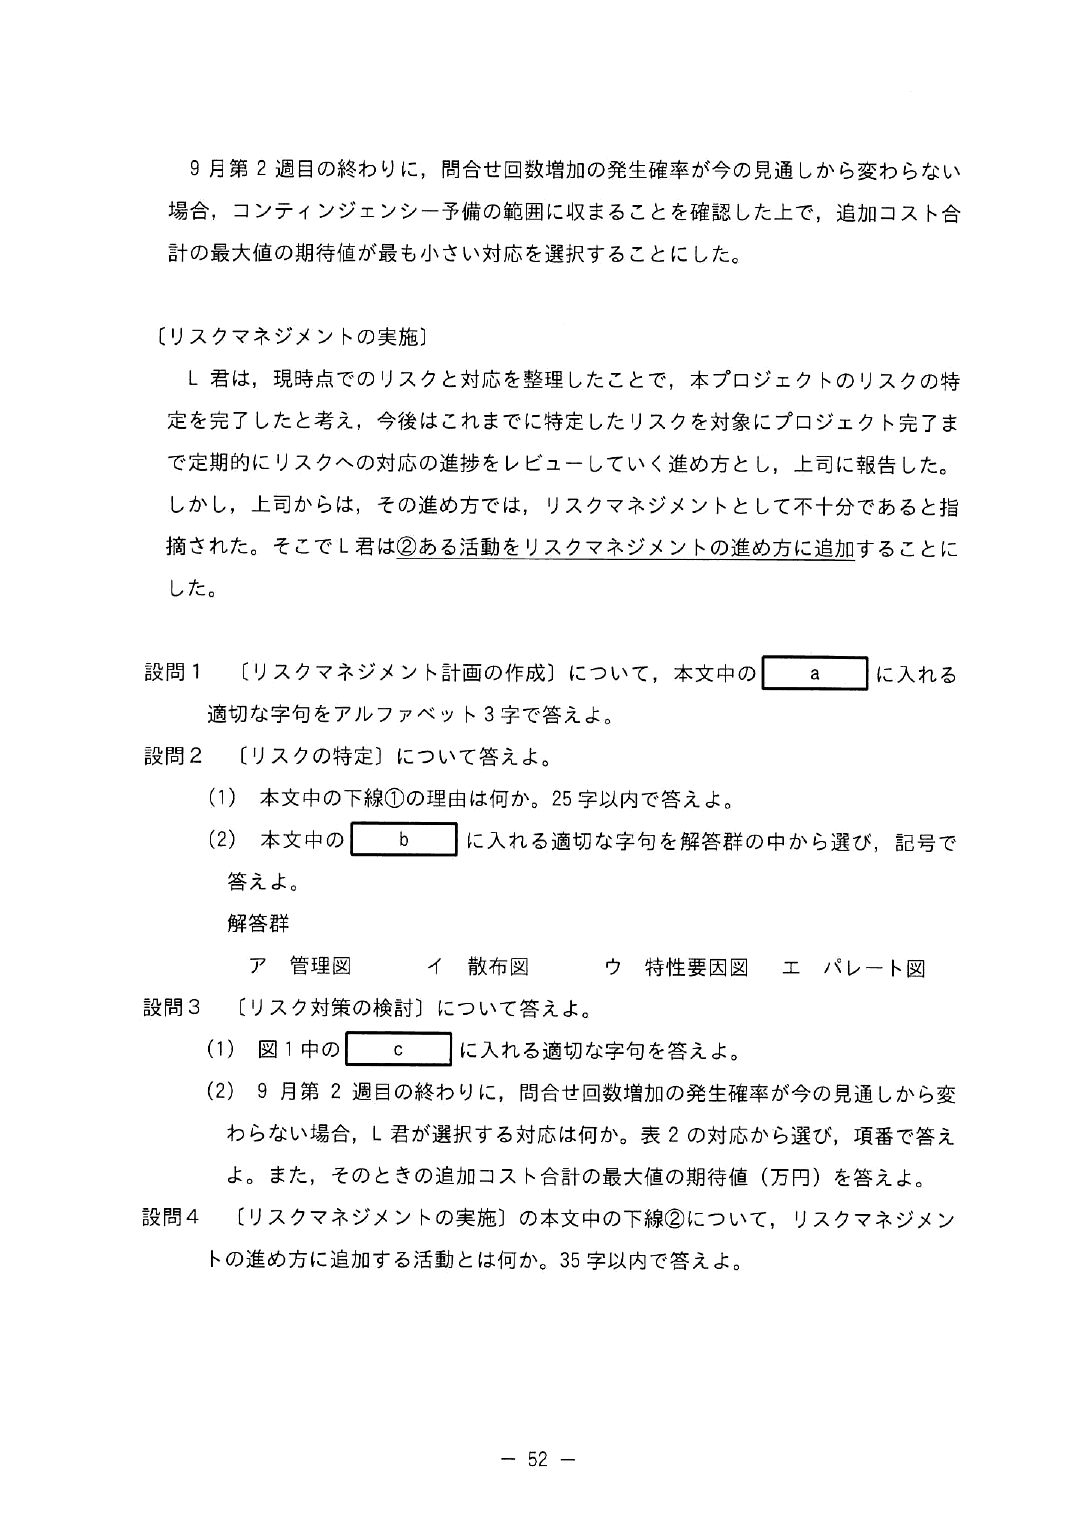 9月第2週目の終わりに，問合せ回数増加の発生確率が今の見通しから変わらない
場合，コンティンジェンシー予備の範囲に収まることを確認した上で，追加コスト合
計の最大値の期待値が最も小さい対応を選択することにした。
〔リスクマネジメントの実施〕
L君は，現時点でのリスクと対応を整理したことで，本プロジェクトのリスクの特
定を完了したと考え，今後はこれまでに特定したリスクを対象にプロジェクト完了ま
で定期的にリスクへの対応の進捗をレビューしていく進め方とし，上司に報告した。
しかし，上司からは，その進め方では，リスクマネジメントとして不十分であると指
摘された。そこでL君は②ある活動をリスクマネジメントの進め方に追加することに
した。
設問1 〔リスクマネジメント計画の作成〕について，本文中の a に入れる
適切な字句をアルファベット3字で答えよ。
設問2 〔リスクの特定〕について答えよ。
(1) 本文中の下線①の理由は何か。25字以内で答えよ。
(2) 本文中の b に入れる適切な字句を解答群の中から選び，記号で
答えよ。
解答群
ア 管理図 イ 散布図 ウ 特性要因図 エ パレート図
設問3 〔リスク対策の検討〕について答えよ。
(1) 図1中の c に入れる適切な字句を答えよ。
(2) 9月第2週目の終わりに，問合せ回数増加の発生確率が今の見通しから変
わらない場合，L君が選択する対応は何か。表2の対応から選び，項番で答え
よ。また，そのときの追加コスト合計の最大値の期待値（万円）を答えよ。
設問4 〔リスクマネジメントの実施〕の本文中の下線②について，リスクマネジメン
トの進め方に追加する活動とは何か。35字以内で答えよ。
－ 52 －